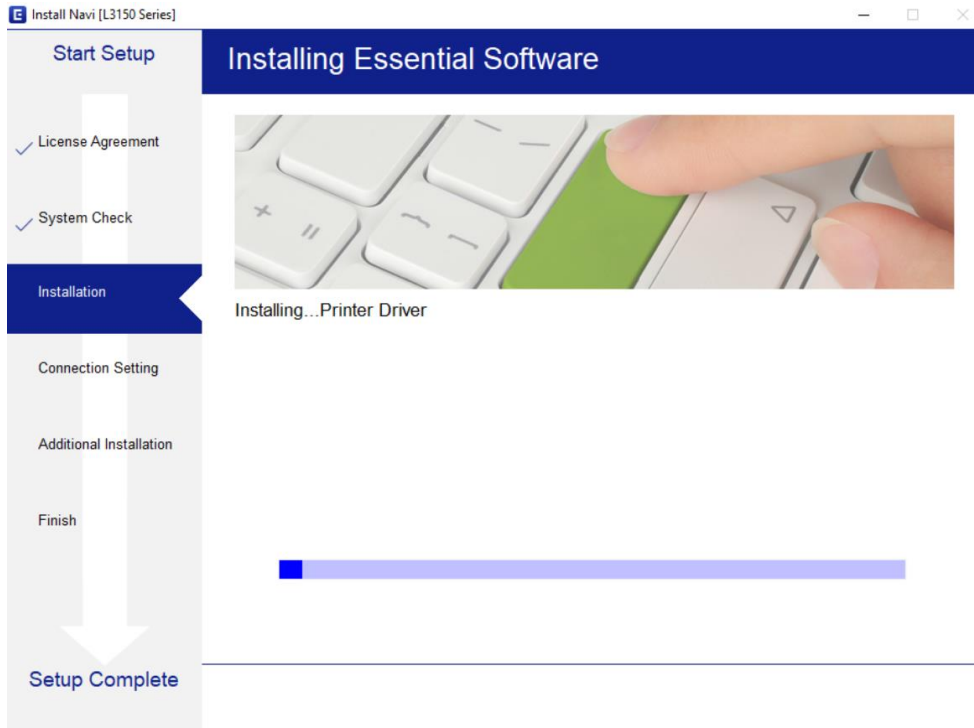 E Install Navi [L3150 Series]
Start Setup
Installing Essential Software
License Agreement
System Check
Installation
Installing...Printer Driver
Connection Setting
Additional Installation
Finish
Setup Complete